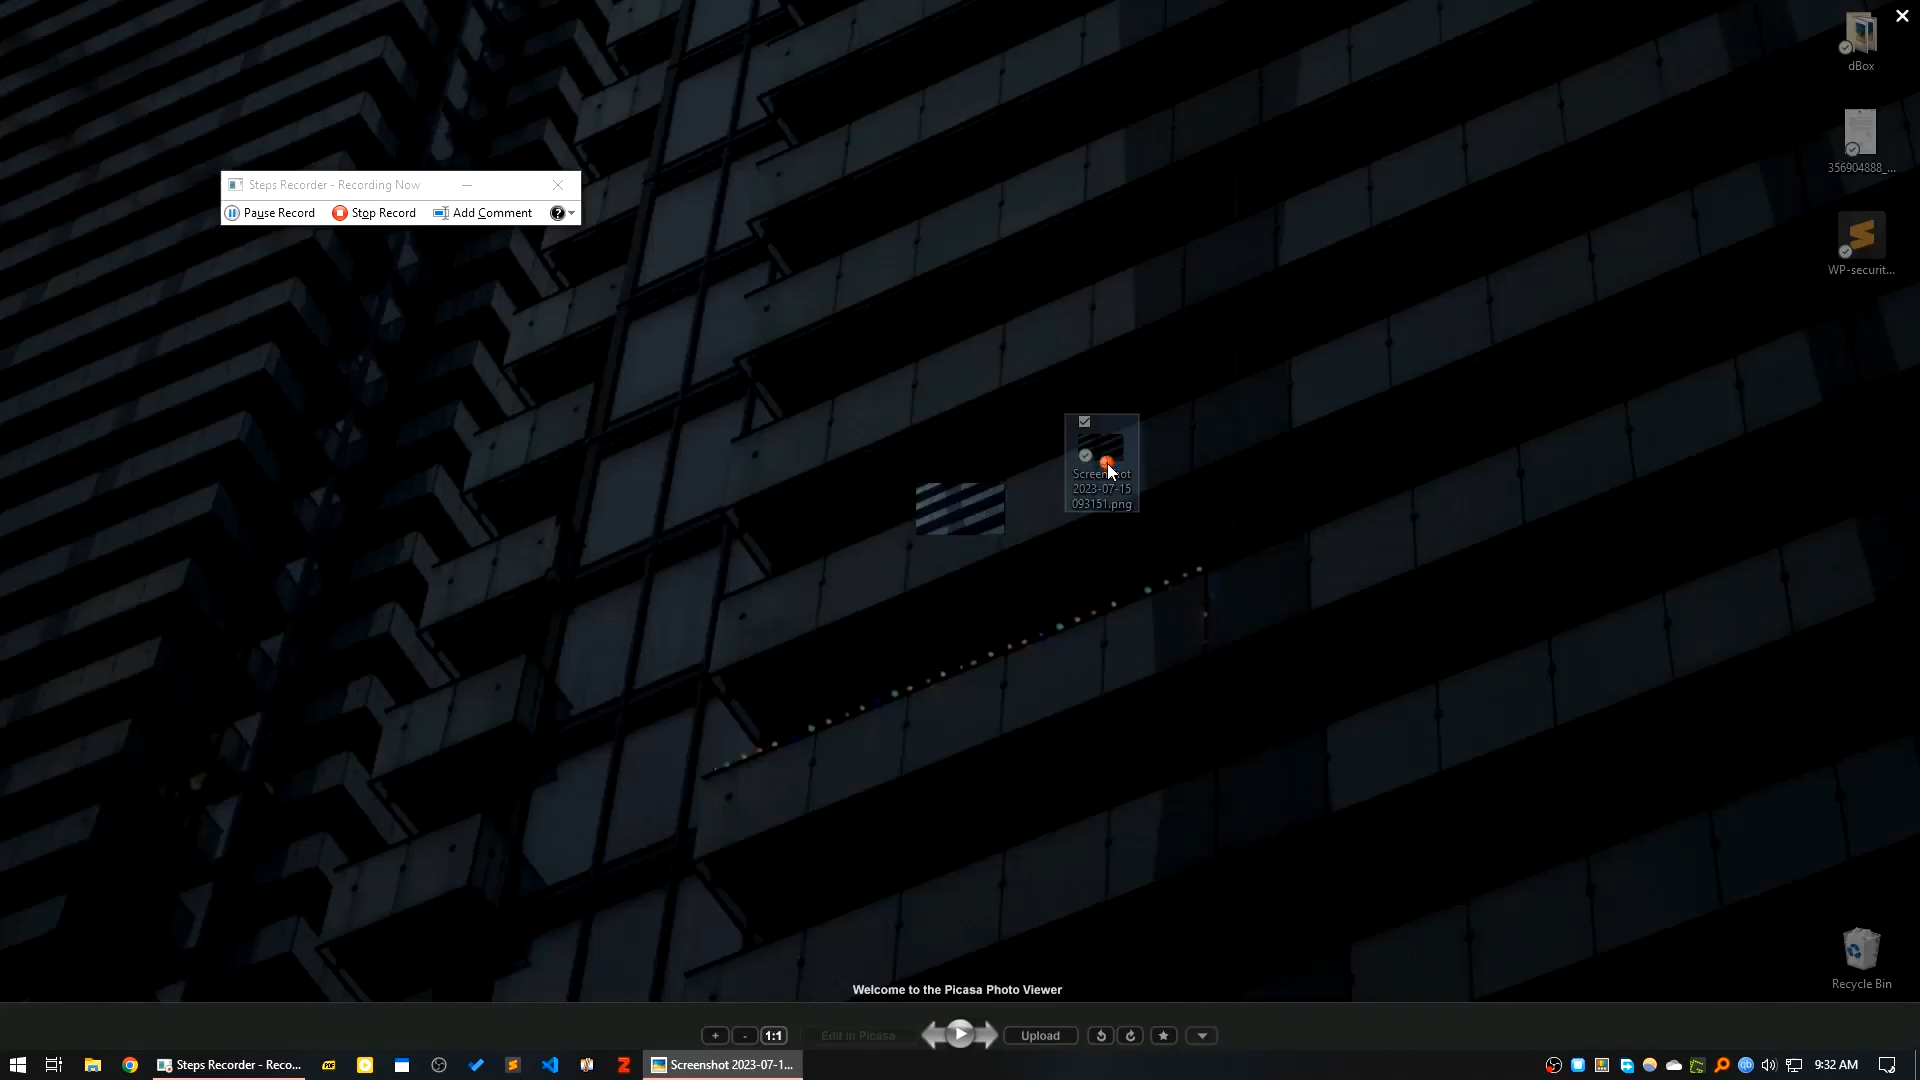 dBox
356904888_...
Steps Recorder - Recording Now
Pause Record
Stop Record
Add Comment
WP-securit...
Screenshot
2023-07-15
093151.png
Recycle Bin
Welcome to the Picasa Photo Viewer
+
-
1:1
Edit in Picasa
Upload
Steps Recorder - Reco...
Screenshot 2023-07-1...
9:32 AM